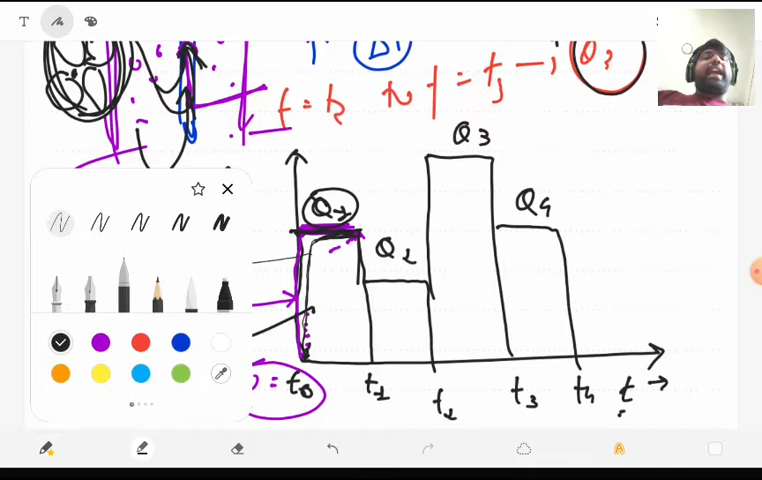 T
Q3
t = t2 ~ t = t3 →
Q3
Q1
Q2
Q4
= t0
t1
t2
t3
t4
t →